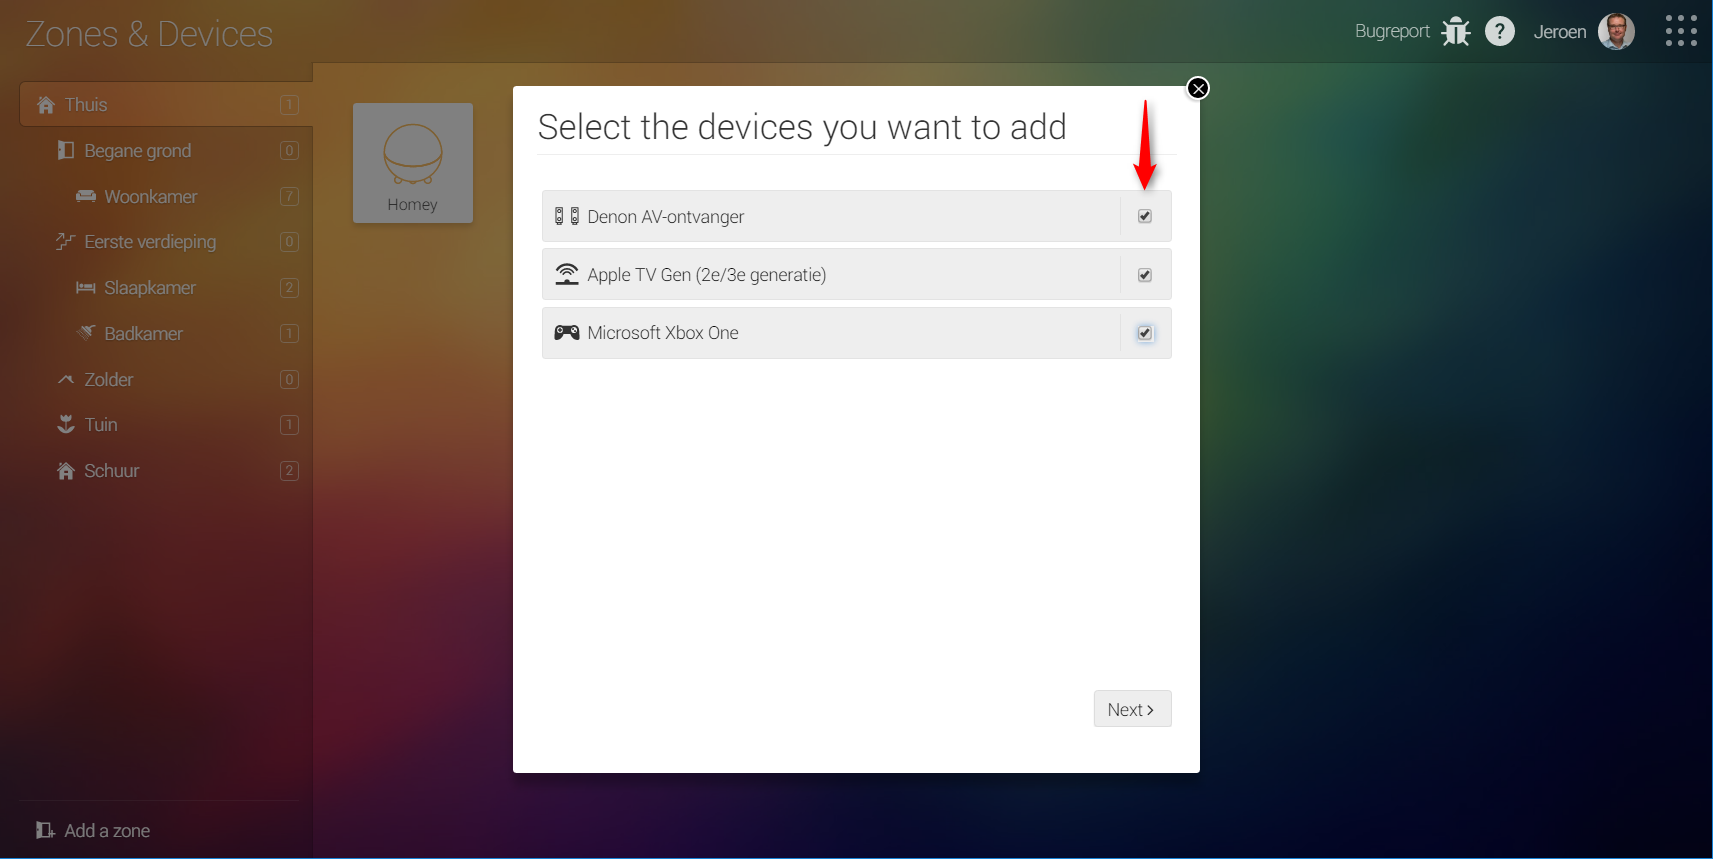 Zones & Devices
Bugreport
?
Jeroen
Thuis 1
Begane grond 0
Woonkamer 7
Eerste verdieping 0
Slaapkamer 2
Badkamer 1
Zolder 0
Tuin 1
Schuur 2
Add a zone
Homey
Select the devices you want to add
Denon AV-ontvanger
Apple TV Gen (2e/3e generatie)
Microsoft Xbox One
Next >